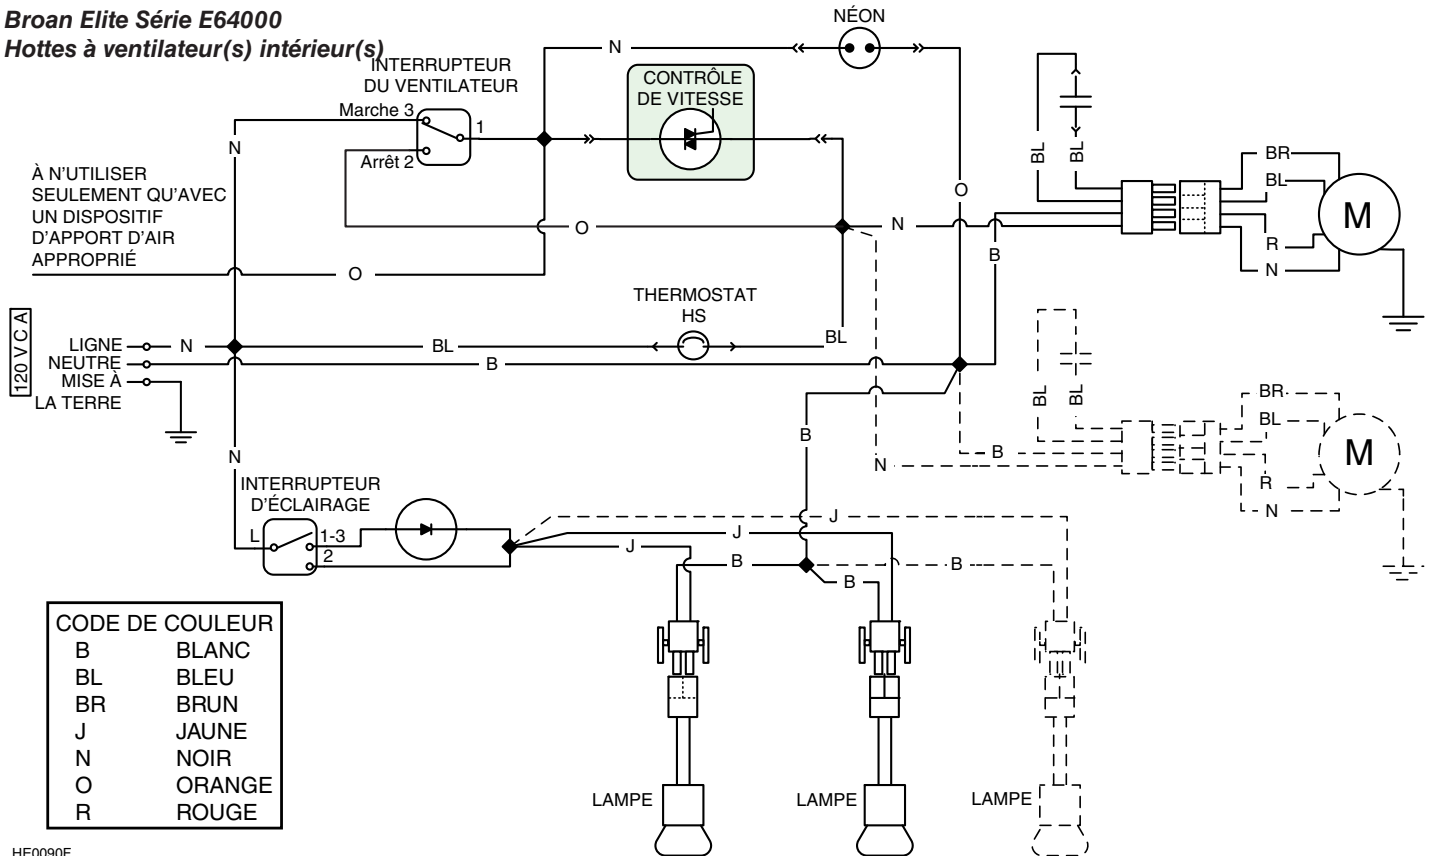 Broan Elite Série E64000
Hottes à ventilateur(s) intérieur(s)
NÉON
N
INTERRUPTEUR
DU VENTILATEUR
CONTRÔLE
DE VITESSE
Marche 3
1
Arrêt 2
N
BL
BL
BR
BL
M
R
N
À N'UTILISER
SEULEMENT QU'AVEC
UN DISPOSITIF
D'APPORT D'AIR
APPROPRIÉ
O
O
N
O
B
THERMOSTAT
HS
120 V C A
LIGNE
N
BL
BL
NEUTRE
B
MISE À
LA TERRE
BL
BL
BR
BL
M
R
N
B
B
N
N
INTERRUPTEUR
D'ÉCLAIRAGE
L
1-3
2
J
J
J
B
B
B
CODE DE COULEUR
B BLANC
BL BLEU
BR BRUN
J JAUNE
N NOIR
O ORANGE
R ROUGE
LAMPE
LAMPE
LAMPE
HE0090F